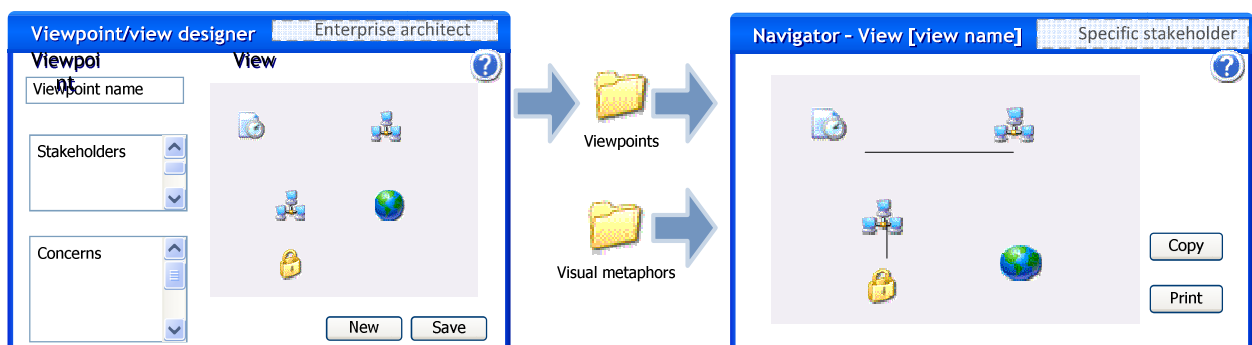 Viewpoint/view designer
Enterprise architect
Viewpoi
nt
View
?
Viewpoint name
Stakeholders
Concerns
New
Save
Viewpoints
Visual metaphors
Navigator – View [view name]
Specific stakeholder
?
Copy
Print